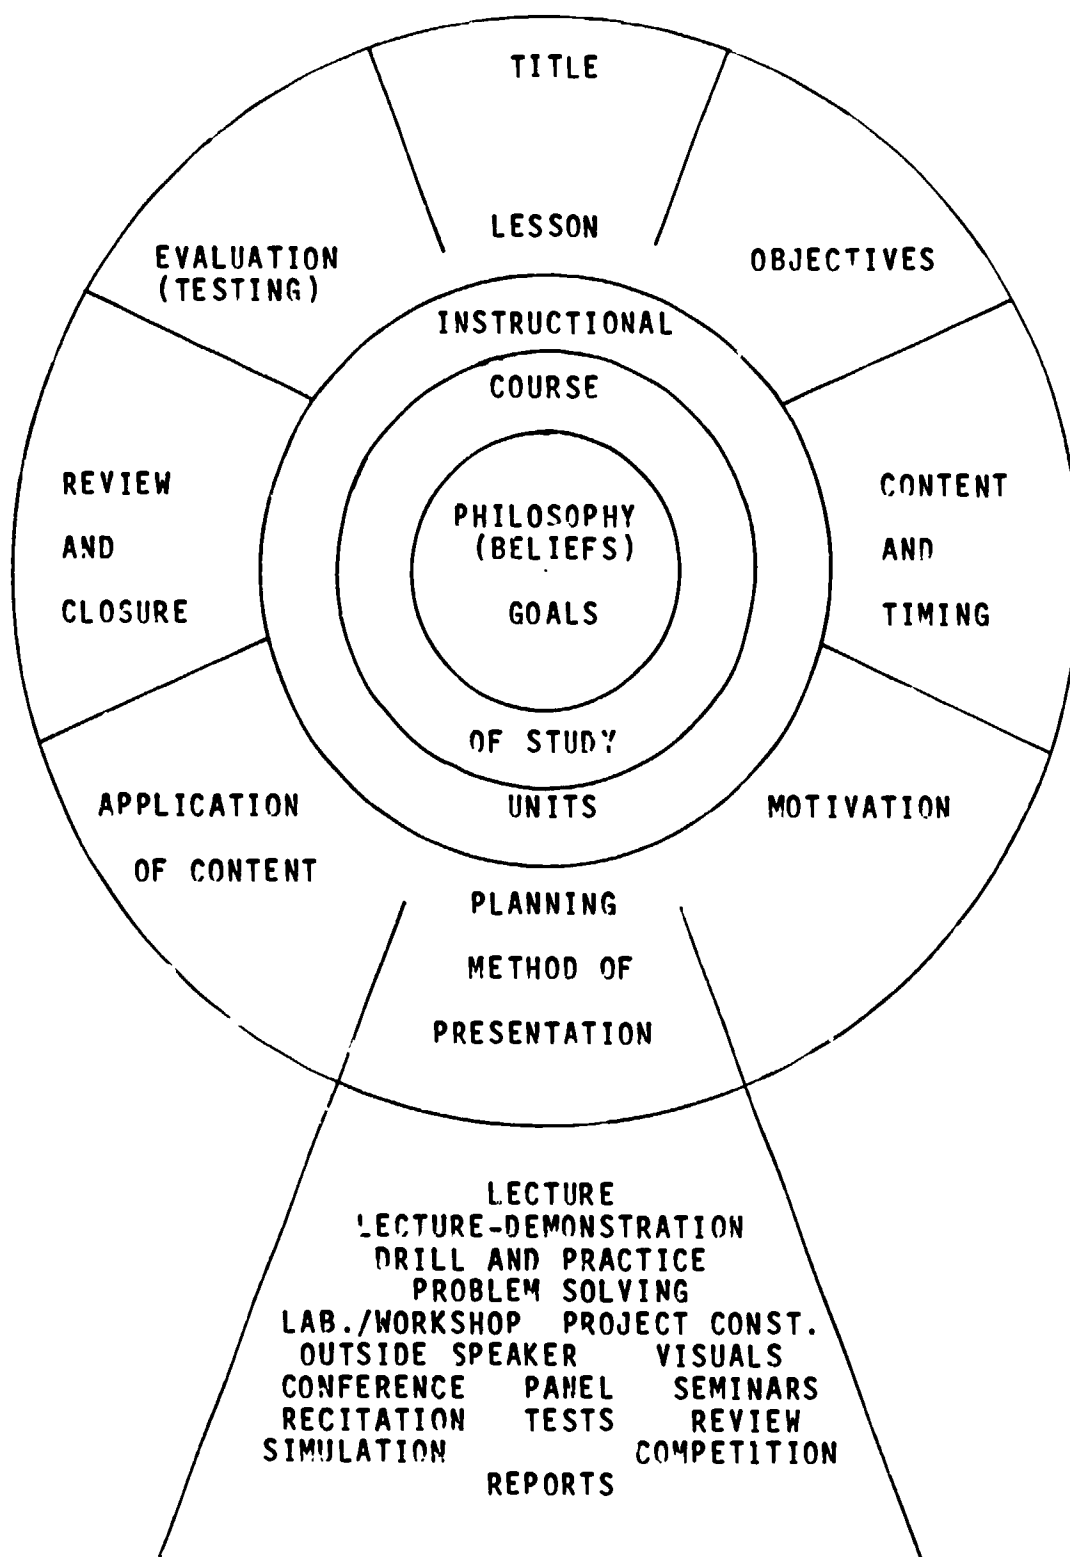 TITLE
LESSON
EVALUATION
(TESTING)
OBJECTIVES
INSTRUCTIONAL
COURSE
REVIEW
AND
CLOSURE
PHILOSOPHY
(BELIEFS)
GOALS
CONTENT
AND
TIMING
OF STUDY
UNITS
APPLICATION
OF CONTENT
MOTIVATION
PLANNING
METHOD OF
PRESENTATION
LECTURE
LECTURE-DEMONSTRATION
DRILL AND PRACTICE
PROBLEM SOLVING
LAB./WORKSHOP PROJECT CONST.
OUTSIDE SPEAKER VISUALS
CONFERENCE PANEL SEMINARS
RECITATION TESTS REVIEW
SIMULATION COMPETITION
REPORTS